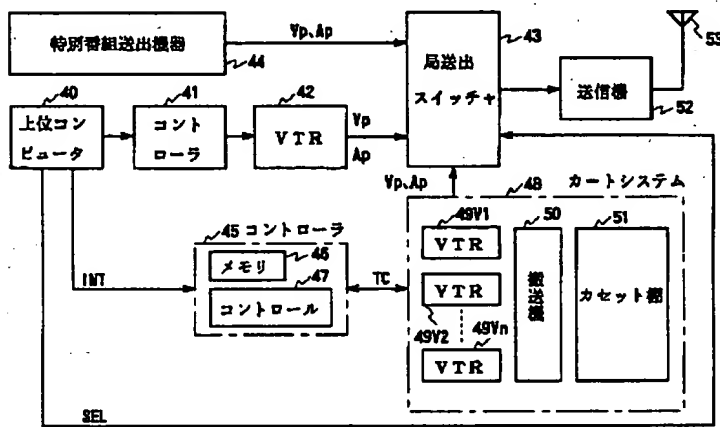 特別番組送出機器
44
Vp、Ap
局送出
スイッチャ
43
53
送信機
52
40
上位コン
ピュータ
41
コント
ローラ
42
VTR
Vp
Ap
Vp、Ap
48
カートシステム
45 コントローラ
メモリ
46
47
コントロール
INT
TC
49V1
VTR
VTR
49V2
49Vn
VTR
50
搬送機
51
カセット棚
SEL